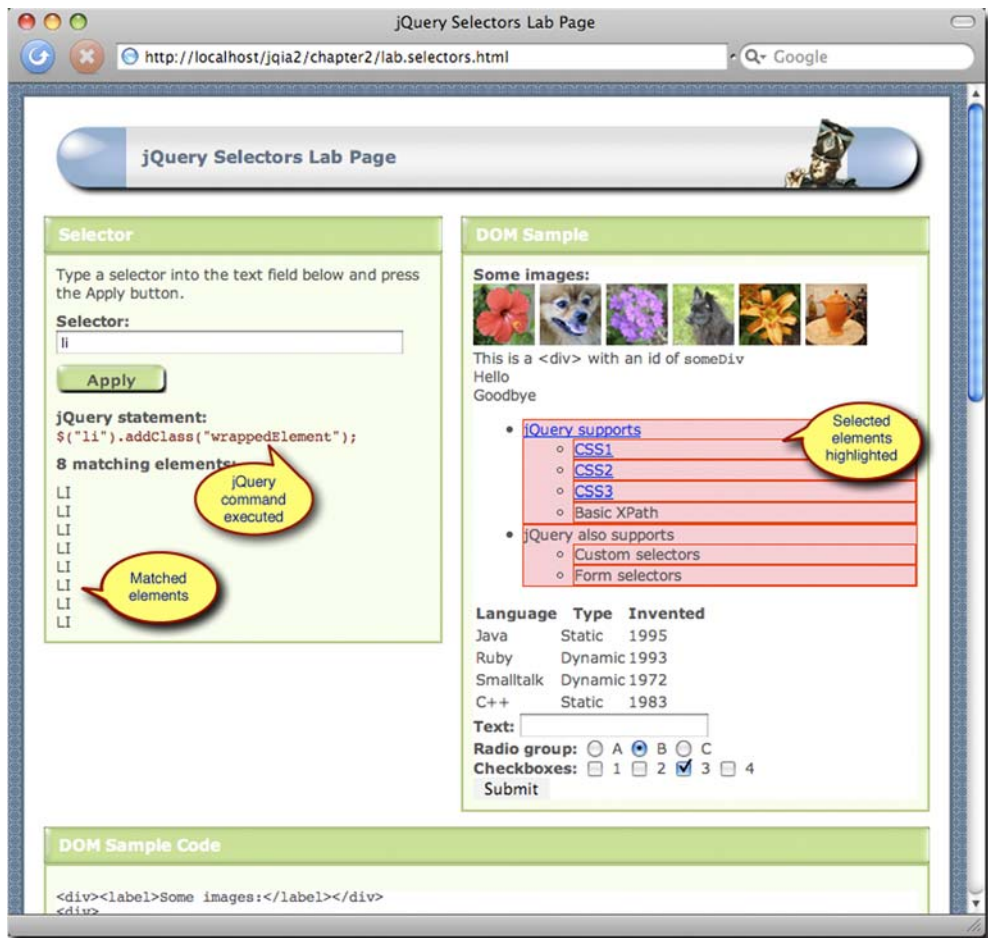 jQuery Selectors Lab Page
http://localhost/jqia2/chapter2/lab.selectors.html
Google
jQuery Selectors Lab Page
Selector
Type a selector into the text field below and press
the Apply button.
Selector:
li
Apply
jQuery statement:
$("li").addClass("wrappedElement");
8 matching elements:
LI
LI
LI
LI
LI
LI
LI
LI
jQuery
command
executed
Matched
elements
DOM Sample
Some images:
This is a <div> with an id of someDiv
Hello
Goodbye
jQuery supports
CSS1
CSS2
CSS3
Basic XPath
jQuery also supports
Custom selectors
Form selectors
Selected
elements
highlighted
Language Type Invented
Java Static 1995
Ruby Dynamic 1993
Smalltalk Dynamic 1972
C++ Static 1983
Text:
Radio group: A B C
Checkboxes: 1 2 3 4
Submit
DOM Sample Code
<div><label>Some images:</label></div>
<div>